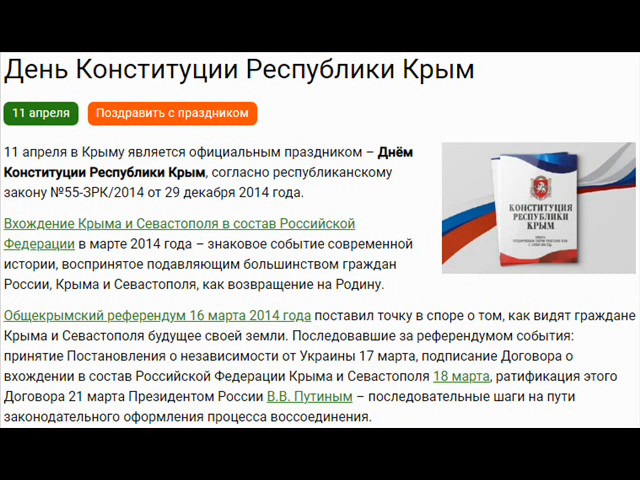 День Конституции Республики Крым
11 апреля
Поздравить с праздником
11 апреля в Крыму является официальным праздником – Днём
Конституции Республики Крым, согласно республиканскому
закону №55-ЗРК/2014 от 29 декабря 2014 года.
КОНСТИТУЦИЯ
РЕСПУБЛИКИ
КРЫМ
Вхождение Крыма и Севастополя в состав Российской
Федерации в марте 2014 года – знаковое событие современной
истории, воспринятое подавляющим большинством граждан
России, Крыма и Севастополя, как возвращение на Родину.
Общекрымский референдум 16 марта 2014 года поставил точку в споре о том, как видят граждане
Крыма и Севастополя будущее своей земли. Последовавшие за референдумом события:
принятие Постановления о независимости от Украины 17 марта, подписание Договора о
вхождении в состав Российской Федерации Крыма и Севастополя 18 марта, ратификация этого
Договора 21 марта Президентом России В.В. Путиным – последовательные шаги на пути
законодательного оформления процесса воссоединения.